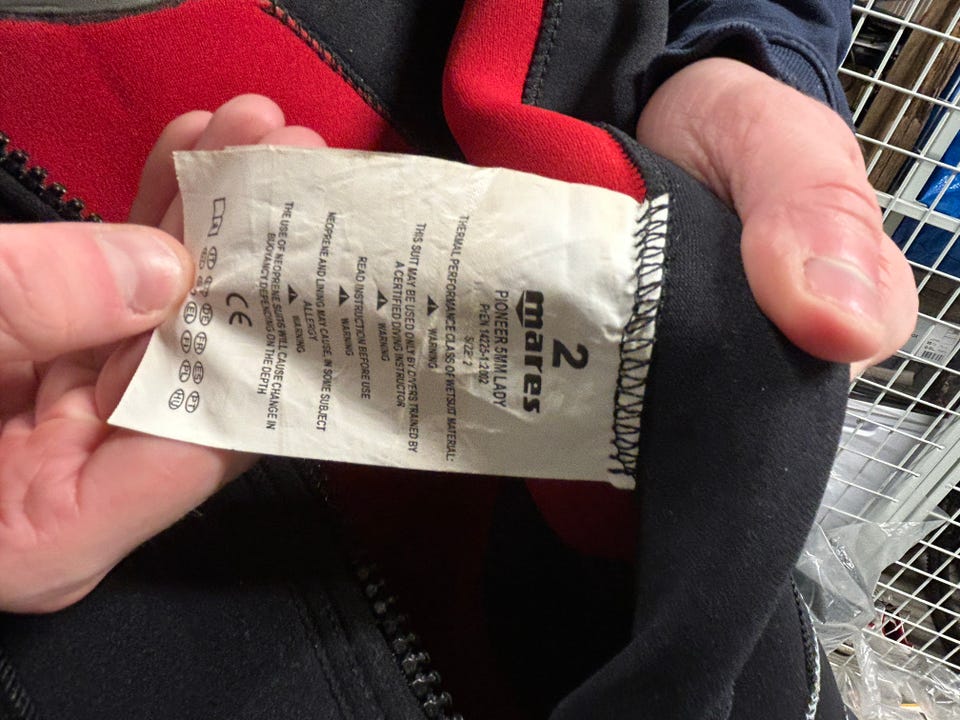 2
mares
PIONEER 5MM LADY
PrEN 14225-1:2002
SIZE: 2
THERMAL PERFORMANCE CLASS OF WETSUIT MATERIAL:
WARNING
THIS SUIT MAY BE USED ONLY BY DIVERS TRAINED BY
A CERTIFIED DIVING INSTRUCTOR
WARNING
READ INSTRUCTION BEFORE USE
WARNING
NEOPRENE AND LINING MAY CAUSE, IN SOME SUBJECT
ALLERGY
WARNING
THE USE OF NEOPRENE SUITS WILL CAUSE CHANGE IN
BUOYANCY DEPENDING ON THE DEPTH
CE